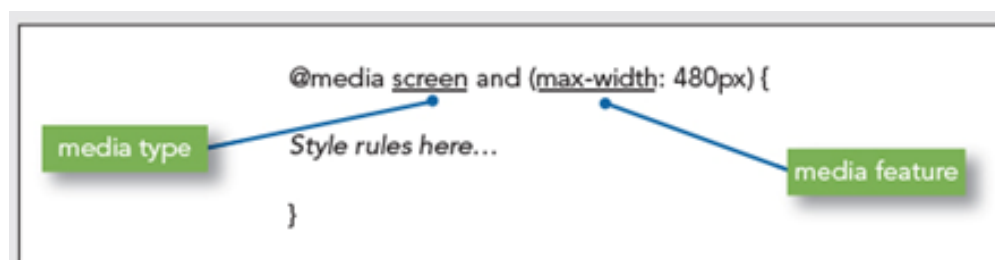 @media screen and (max-width: 480px) {
media type
Style rules here...
media feature
}